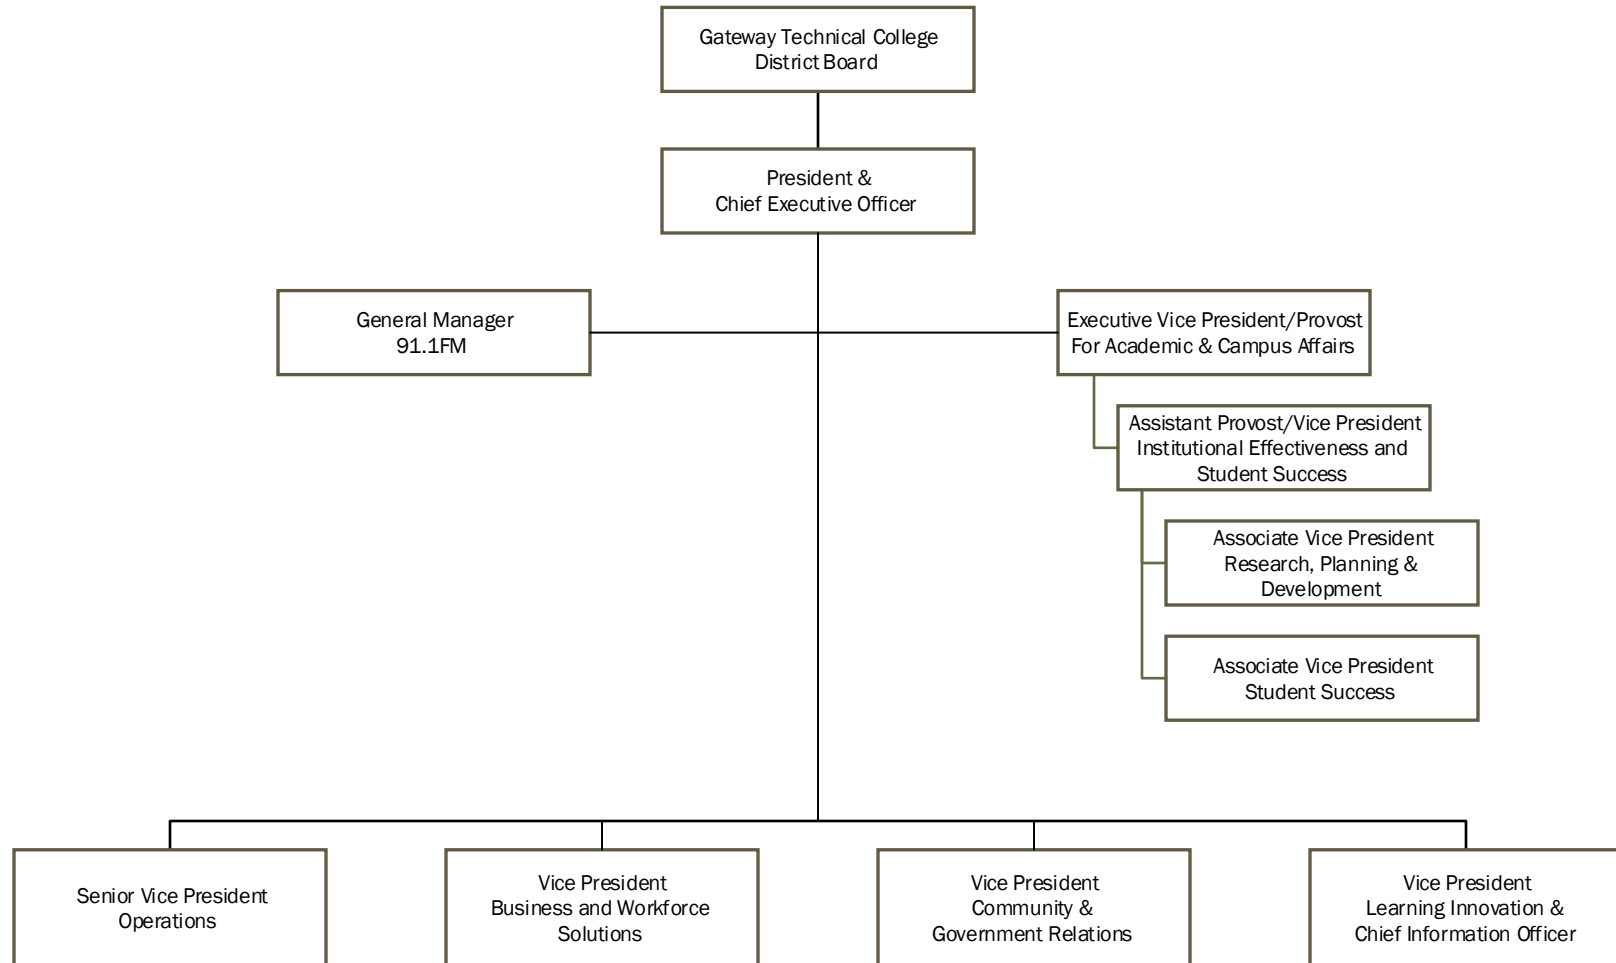 Gateway Technical College
District Board
President &
Chief Executive Officer
General Manager
91.1FM
Executive Vice President/Provost
For Academic & Campus Affairs
Assistant Provost/Vice President
Institutional Effectiveness and
Student Success
Associate Vice President
Research, Planning &
Development
Associate Vice President
Student Success
Senior Vice President
Operations
Vice President
Business and Workforce
Solutions
Vice President
Community &
Government Relations
Vice President
Learning Innovation &
Chief Information Officer